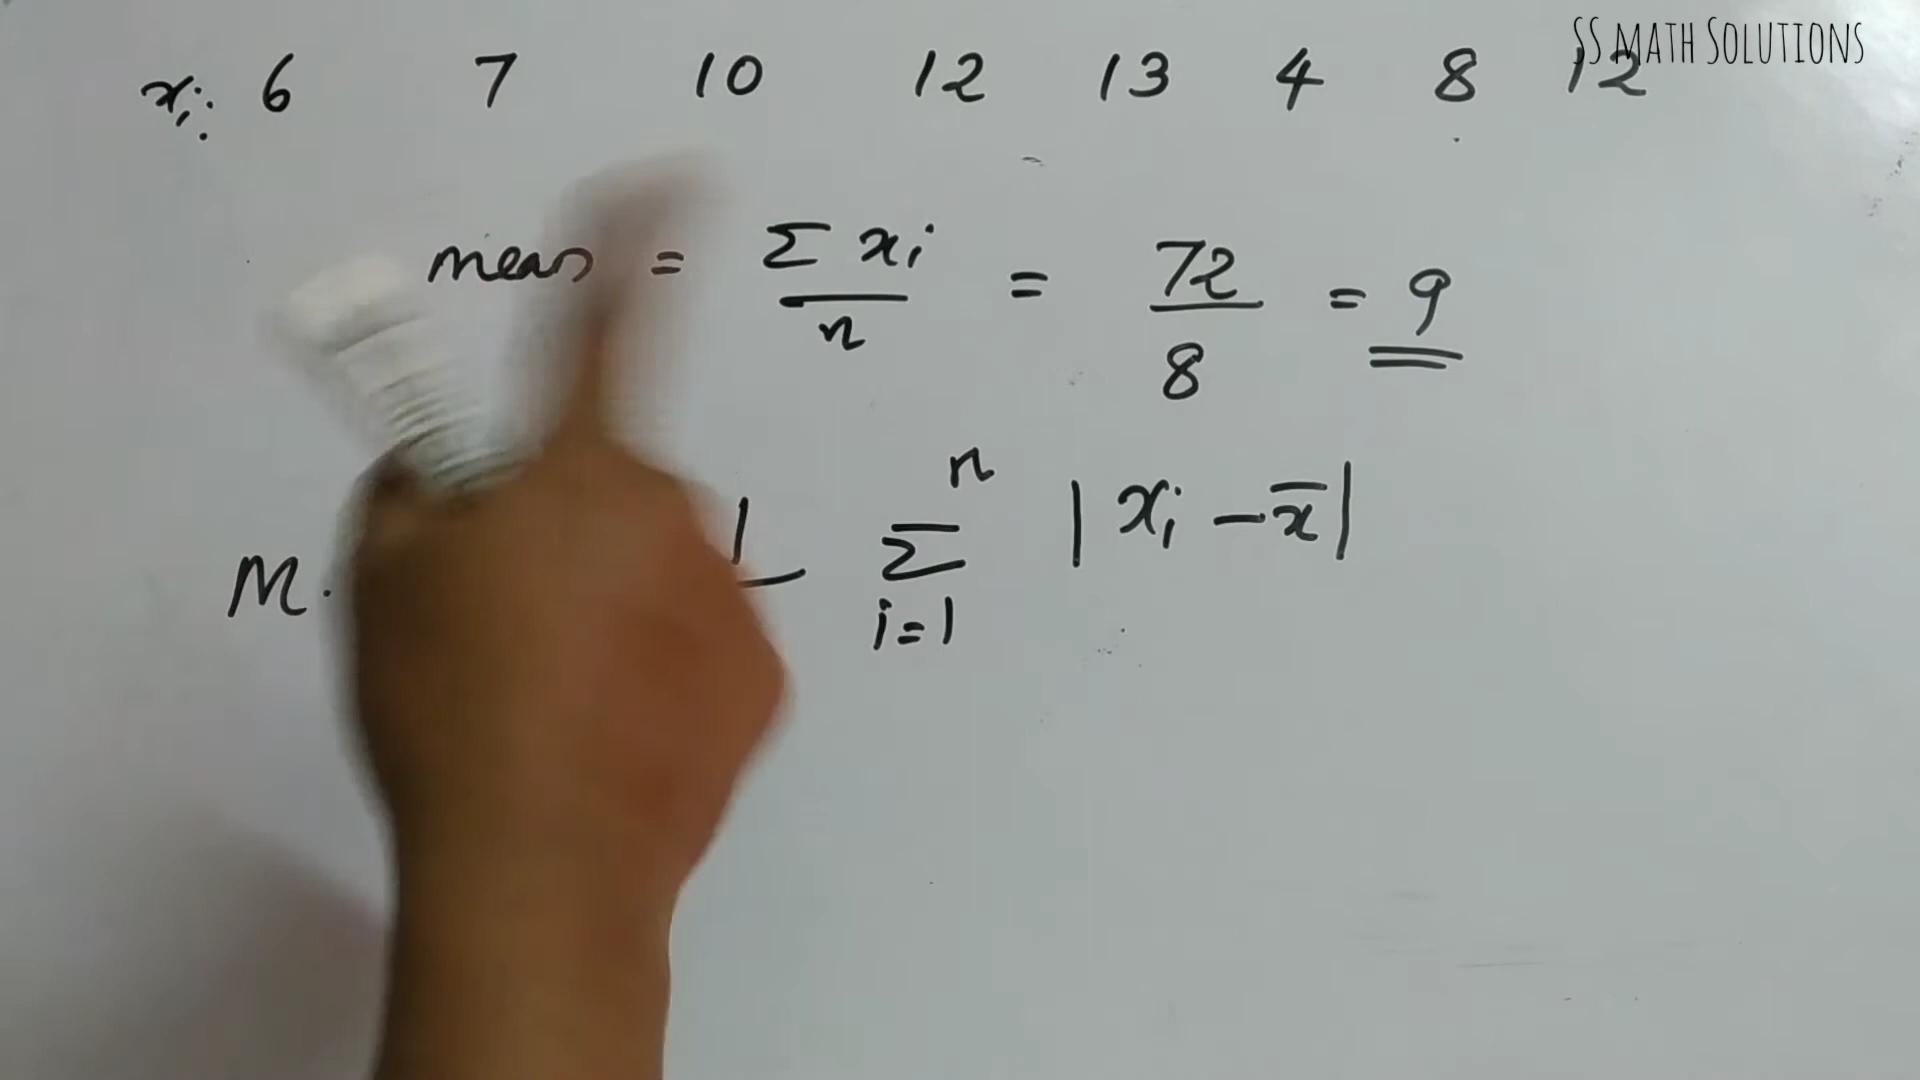 SS MATH SOLUTIONS
xi: 6 7 10 12 13 4 8 12
mean = Σ xi / n = 72 / 8 = 9
M. 1 Σ n i=1 | xi - x̄ |